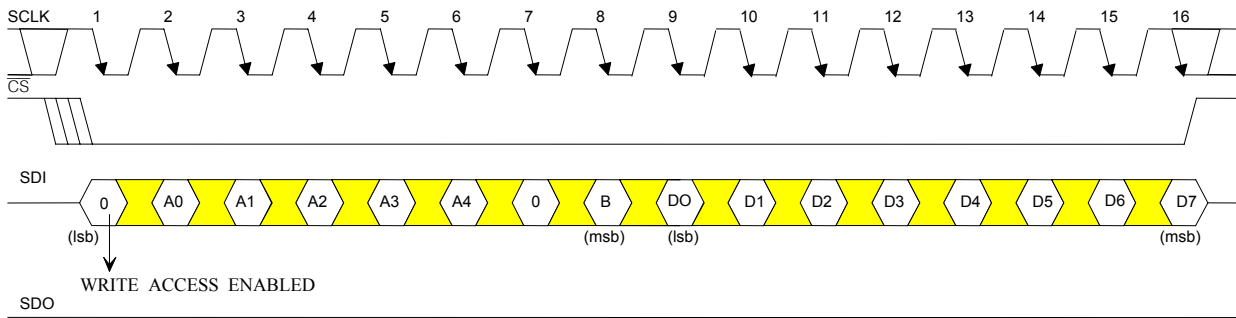 SCLK 1 2 3 4 5 6 7 8 9 10 11 12 13 14 15 16
CS
SDI
0 A0 A1 A2 A3 A4 0 B DO D1 D2 D3 D4 D5 D6 D7
(lsb) (msb) (lsb) (msb)
WRITE ACCESS ENABLED
SDO